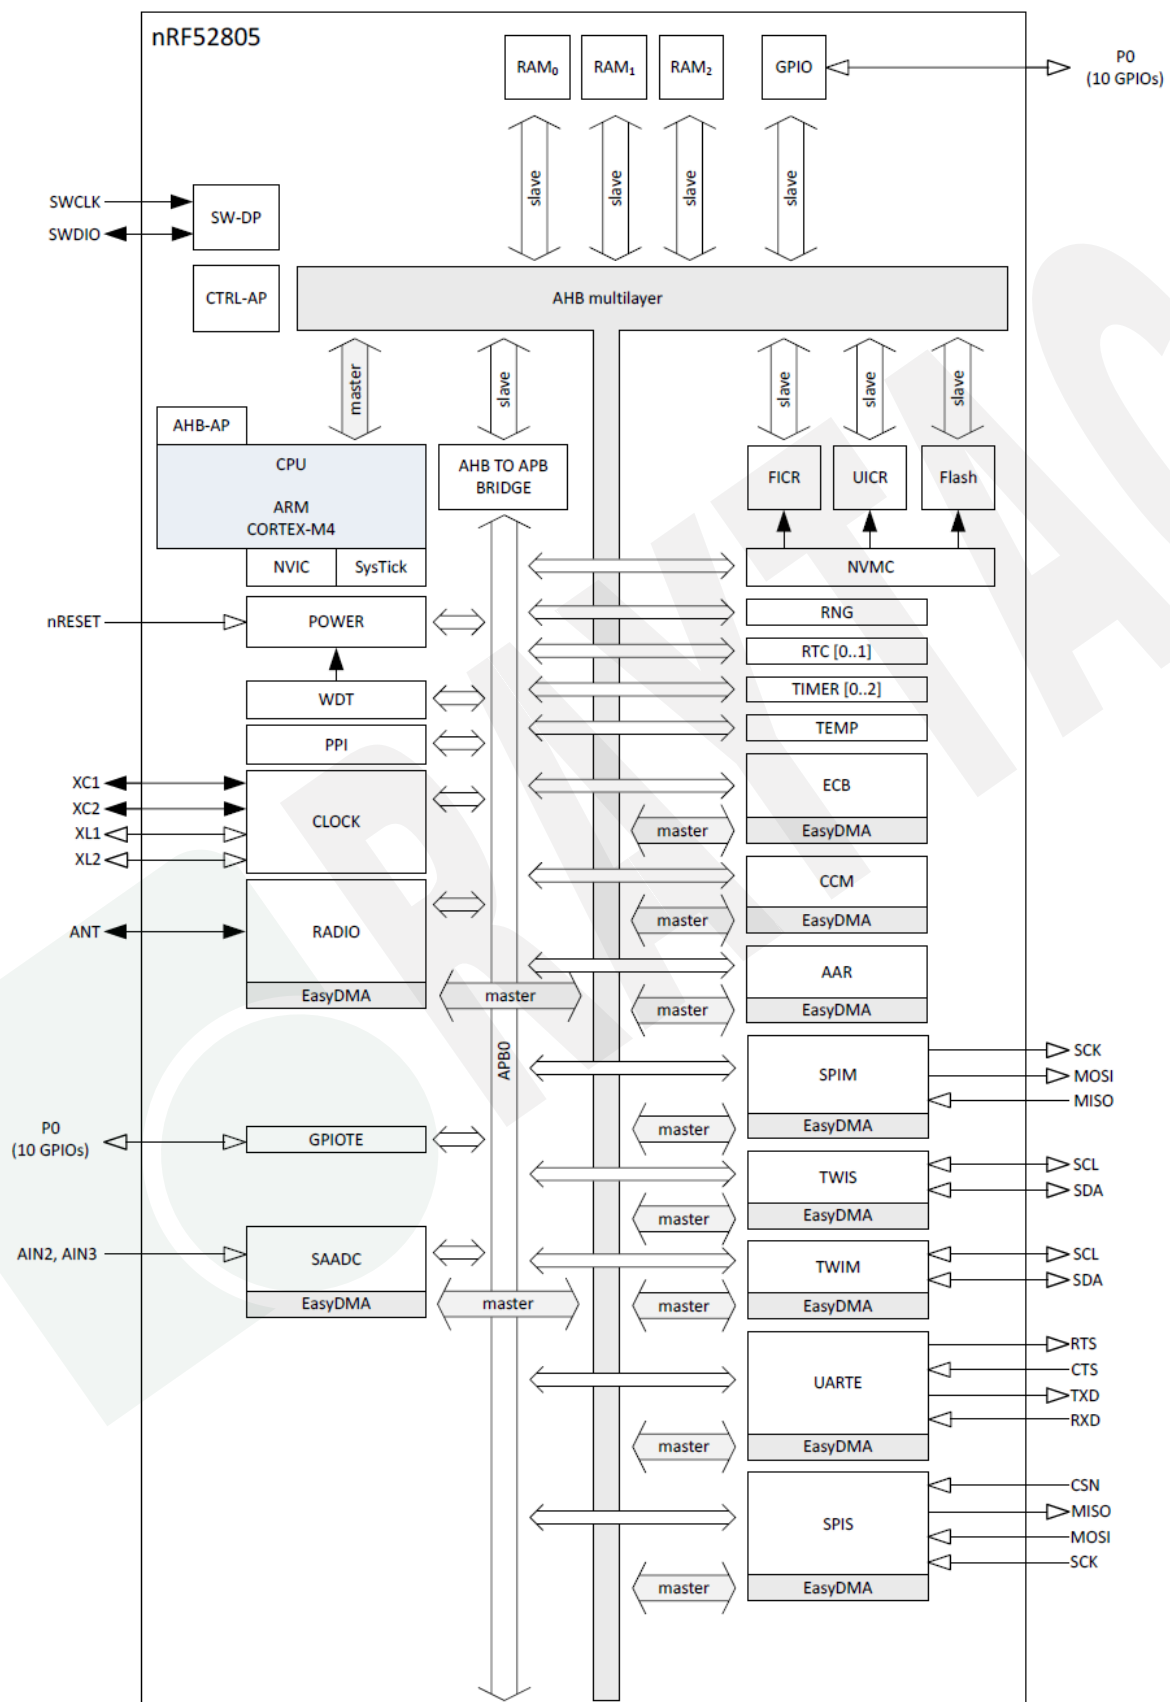 nRF52805
RAM0
RAM1
RAM2
GPIO
P0
(10 GPIOs)
slave
slave
slave
slave
SWCLK
SWDIO
SW-DP
CTRL-AP
AHB multilayer
master
slave
slave
slave
slave
AHB-AP
CPU
ARM
CORTEX-M4
NVIC
SysTick
AHB TO APB
BRIDGE
FICR
UICR
Flash
NVMC
nRESET
POWER
RNG
RTC [0..1]
WDT
TIMER [0..2]
PPI
TEMP
XC1
XC2
XL1
XL2
CLOCK
ECB
master
EasyDMA
CCM
master
EasyDMA
ANT
RADIO
EasyDMA
master
AAR
master
EasyDMA
APB0
SPIM
master
EasyDMA
SCK
MOSI
MISO
P0
(10 GPIOs)
GPIOTE
TWIS
master
EasyDMA
SCL
SDA
AIN2, AIN3
SAADC
EasyDMA
master
TWIM
master
EasyDMA
SCL
SDA
UARTE
master
EasyDMA
RTS
CTS
TXD
RXD
SPIS
master
EasyDMA
CSN
MISO
MOSI
SCK
RAYTAC